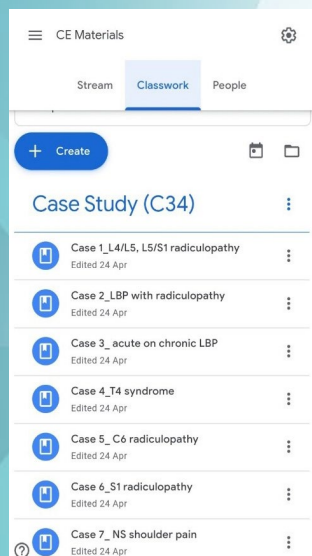 CE Materials
Stream Classwork People
+ Create
Case Study (C34)
Case 1_L4/L5, L5/S1 radiculopathy
Edited 24 Apr
Case 2_LBP with radiculopathy
Edited 24 Apr
Case 3_ acute on chronic LBP
Edited 24 Apr
Case 4_T4 syndrome
Edited 24 Apr
Case 5_ C6 radiculopathy
Edited 24 Apr
Case 6_S1 radiculopathy
Edited 24 Apr
Case 7_ NS shoulder pain
Edited 24 Apr